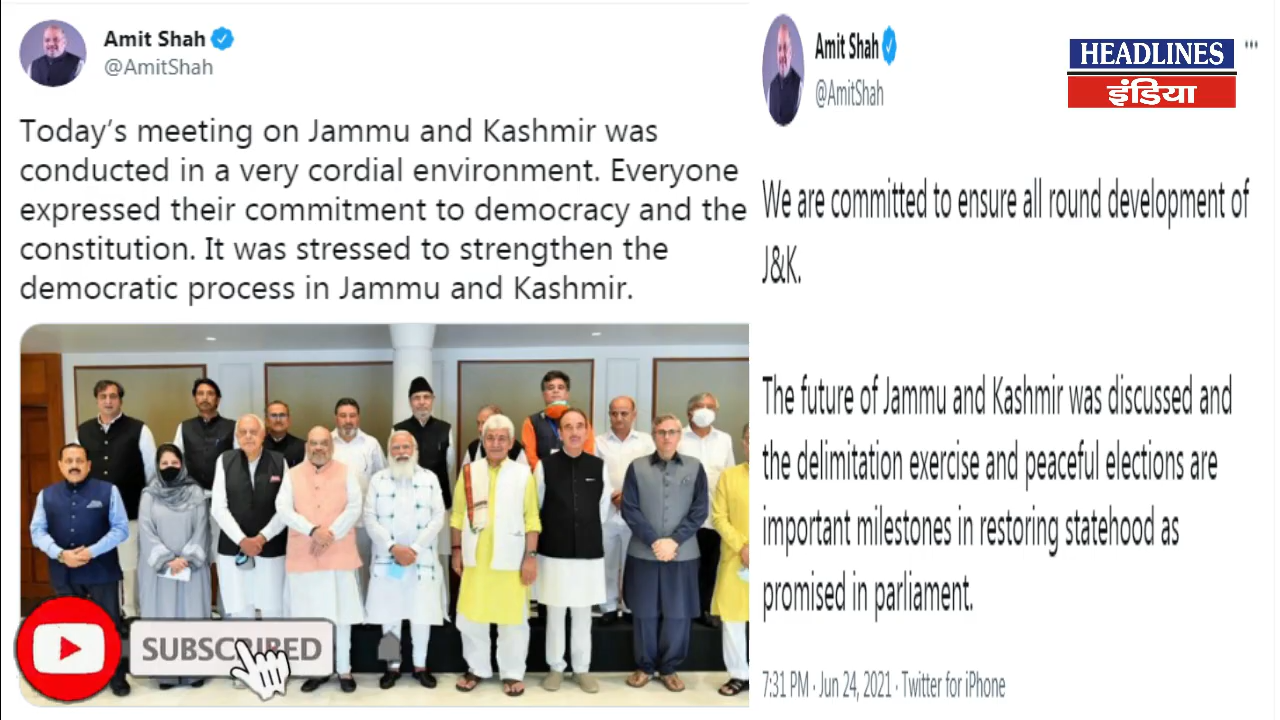 Amit Shah
@AmitShah
Today's meeting on Jammu and Kashmir was
conducted in a very cordial environment. Everyone
expressed their commitment to democracy and the
constitution. It was stressed to strengthen the
democratic process in Jammu and Kashmir.
SUBSCRIBED
Amit Shah
@AmitShah
HEADLINES
इंडिया
We are committed to ensure all round development of
J&K.
The future of Jammu and Kashmir was discussed and
the delimitation exercise and peaceful elections are
important milestones in restoring statehood as
promised in parliament.
7:31 PM · Jun 24, 2021 · Twitter for iPhone